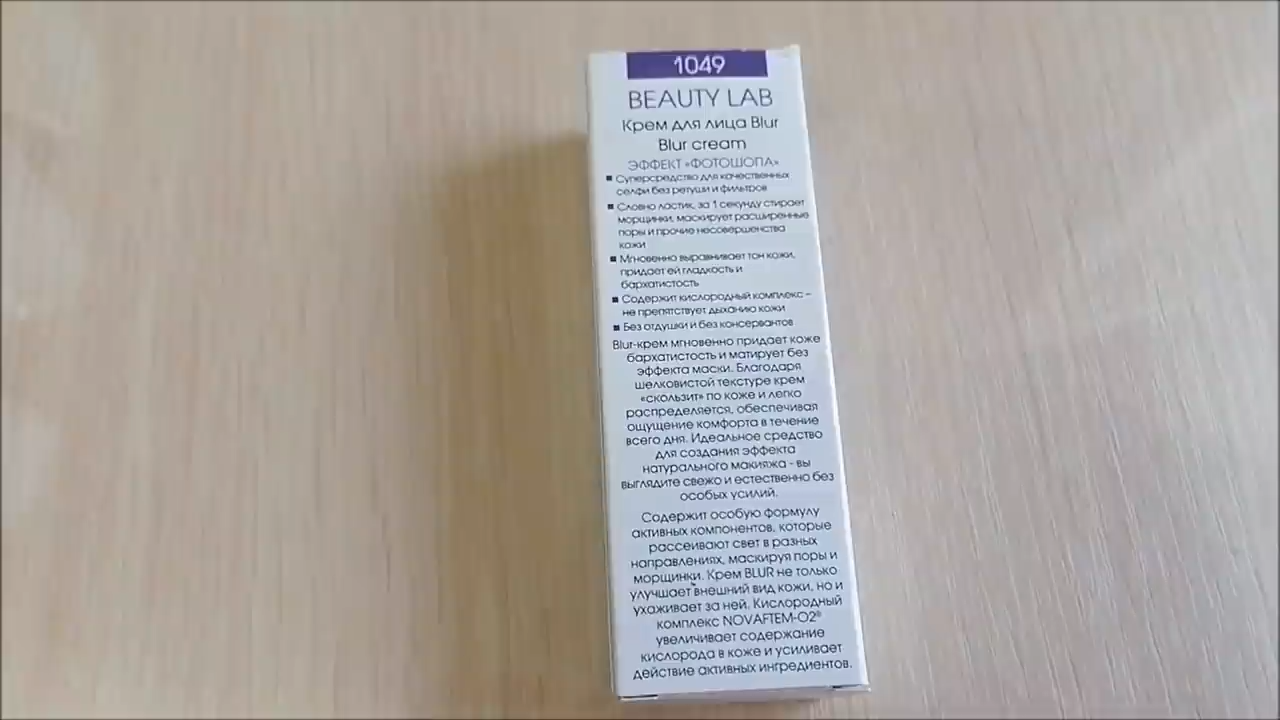 1049
BEAUTY LAB
Крем для лица Blur
Blur cream
ЭФФЕКТ «ФОТОШОПА»
▪ Суперсредство для качественных
селфи без ретуши и фильтров
▪ Словно ластик, за 1 секунду стирает
морщинки, маскирует расширенные
поры и прочие несовершенства
кожи
▪ Мгновенно выравнивает тон кожи,
придает ей гладкость и
бархатистость
▪ Содержит кислородный комплекс –
не препятствует дыханию кожи
▪ Без отдушки и без консервантов
Blur-крем мгновенно придает коже
бархатистость и матирует без
эффекта маски. Благодаря
шелковистой текстуре крем
«скользит» по коже и легко
распределяется, обеспечивая
ощущение комфорта в течение
всего дня. Идеальное средство
для создания эффекта
натурального макияжа - вы
выглядите свежо и естественно без
особых усилий.
Содержит особую формулу
активных компонентов, которые
рассеивают свет в разных
направлениях, маскируя поры и
морщинки. Крем BLUR не только
улучшает внешний вид кожи, но и
ухаживает за ней. Кислородный
комплекс NOVAFTEM-O2®
увеличивает содержание
кислорода в коже и усиливает
действие активных ингредиентов.